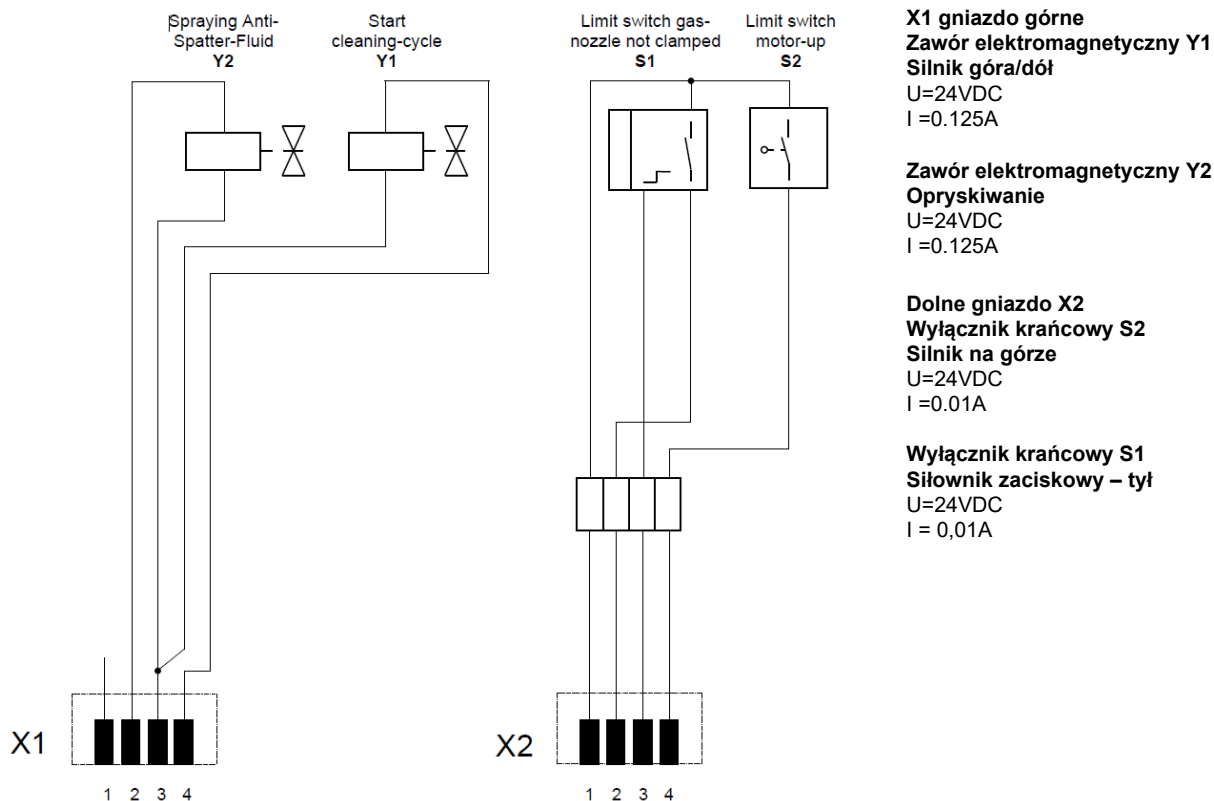 Spraying Anti-
Spatter-Fluid
Y2
Start
cleaning-cycle
Y1
Limit switch gas-
nozzle not clamped
S1
Limit switch
motor-up
S2
X1 gniazdo górne
Zawór elektromagnetyczny Y1
Silnik góra/dół
U=24VDC
I =0.125A
Zawór elektromagnetyczny Y2
Opryskiwanie
U=24VDC
I =0.125A
Dolne gniazdo X2
Wyłącznik krańcowy S2
Silnik na górze
U=24VDC
I =0.01A
Wyłącznik krańcowy S1
Siłownik zaciskowy – tył
U=24VDC
I = 0,01A
X1
1 2 3 4
X2
1 2 3 4